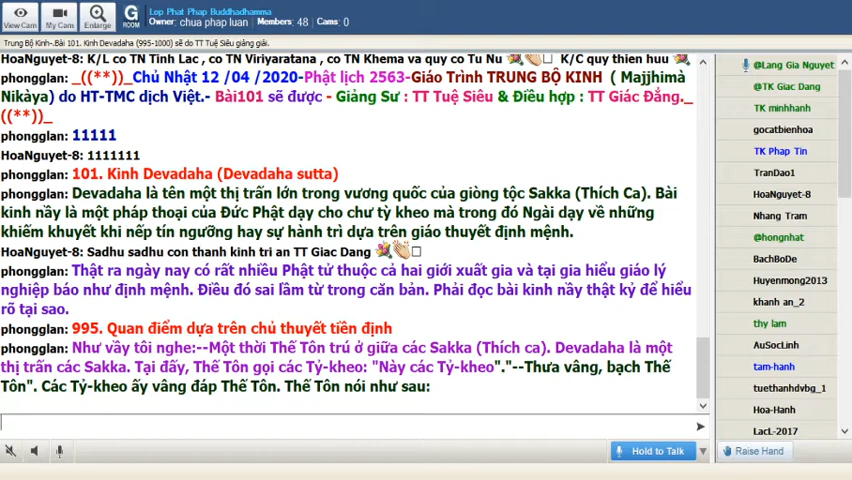 Lop Phat Phap Buddhadhamma
Owner: chua phap luan Members: 48 Cams: 0
View Cam
My Cam
Enlarge
G
ROOM
Trung Bộ Kinh-.Bài 101. Kinh Devadaha (995-1000) sẽ do TT Tuệ Siêu giảng giải.
HoaNguyet-8: K/L co TN Tinh Lac , co TN Viriyaratana , co TN Khema va quy co Tu Nu K/C quy thien huu
phongglan: _((**))_Chủ Nhật 12 /04 /2020-Phật lịch 2563-Giáo Trình TRUNG BỘ KINH ( Majjhimà
Nikàya) do HT-TMC dịch Việt.- Bài101 sẽ được - Giảng Sư : TT Tuệ Siêu & Điều hợp : TT Giác Đẳng._
((**))_
phongglan: 11111
HoaNguyet-8: 1111111
phongglan: 101. Kinh Devadaha (Devadaha sutta)
phongglan: Devadaha là tên một thị trấn lớn trong vương quốc của giòng tộc Sakka (Thích Ca). Bài
kinh nầy là một pháp thoại của Đức Phật dạy cho chư tỳ kheo mà trong đó Ngài dạy về những
khiếm khuyết khi nếp tín ngưỡng hay sự hành trì dựa trên giáo thuyết định mệnh.
HoaNguyet-8: Sadhu sadhu con thanh kinh tri an TT Giac Dang
phongglan: Thật ra ngày nay có rất nhiều Phật tử thuộc cả hai giới xuất gia và tại gia hiểu giáo lý
nghiệp báo như định mệnh. Điều đó sai lầm từ trong căn bản. Phải đọc bài kinh nầy thật kỷ để hiểu
rõ tại sao.
phongglan: 995. Quan điểm dựa trên chủ thuyết tiền định
phongglan: Như vầy tôi nghe:--Một thời Thế Tôn trú ở giữa các Sakka (Thích ca). Devadaha là một
thị trấn các Sakka. Tại đấy, Thế Tôn gọi các Tỷ-kheo: "Này các Tỷ-kheo"."--Thưa vâng, bạch Thế
Tôn". Các Tỷ-kheo ấy vâng đáp Thế Tôn. Thế Tôn nói như sau:
@Lang Gia Nguyet
@TK Giac Dang
TK minhhanh
gocatbienhoa
TK Phap Tin
TranDao1
HoaNguyet-8
Nhang Tram
@hongnhat
BachBoDe
Huyenmong2013
khanh an_2
thy lam
AuSocLinh
tam-hanh
tuethanhdvbg_1
Hoa-Hanh
LacL-2017
Hold to Talk
Raise Hand